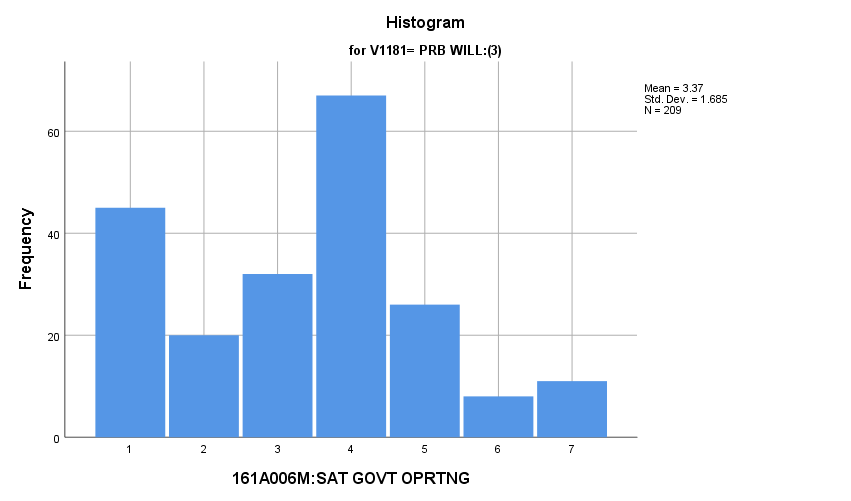 Histogram
for V1181= PRB WILL:(3)
Mean = 3.37
Std. Dev. = 1.685
N = 209
Frequency
60
40
20
0
1 2 3 4 5 6 7
161A006M:SAT GOVT OPRTNG